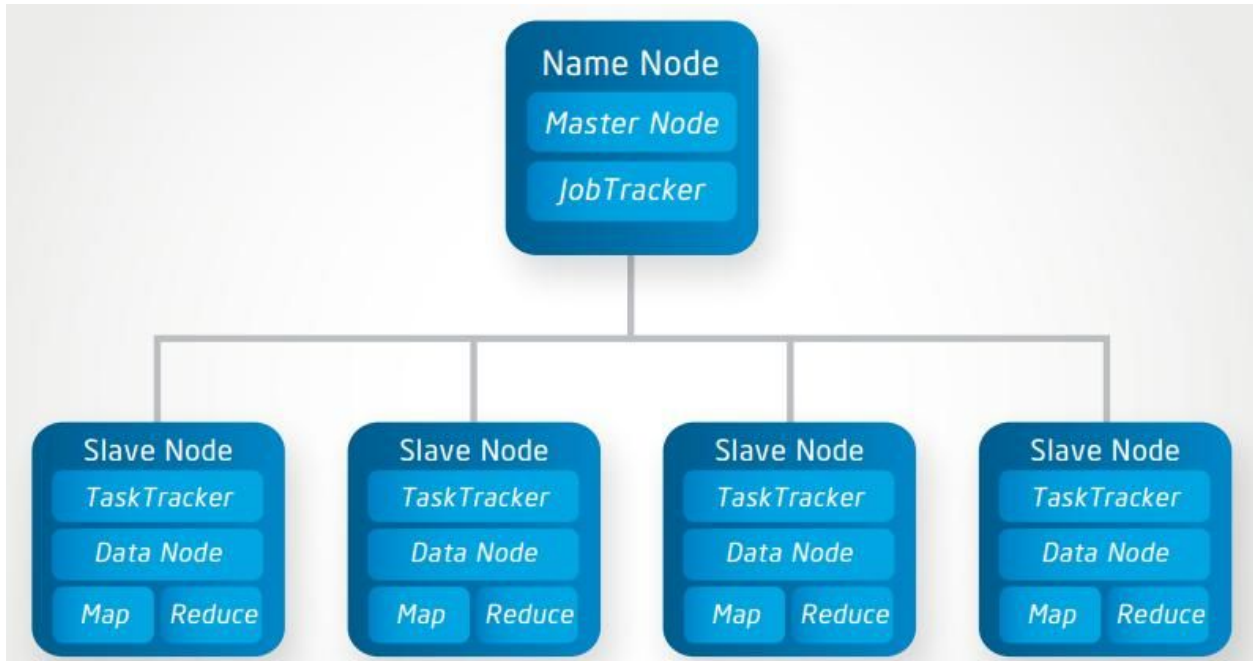 Name Node
Master Node
JobTracker
Slave Node
TaskTracker
Data Node
Map Reduce
Slave Node
TaskTracker
Data Node
Map Reduce
Slave Node
TaskTracker
Data Node
Map Reduce
Slave Node
TaskTracker
Data Node
Map Reduce